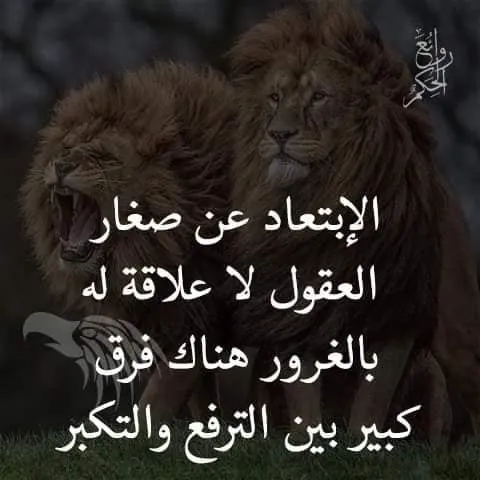 روائع
الحكم
الإبتعاد عن صغار
العقول لا علاقة له
بالغرور هناك فرق
كبير بين الترفع والتكبر